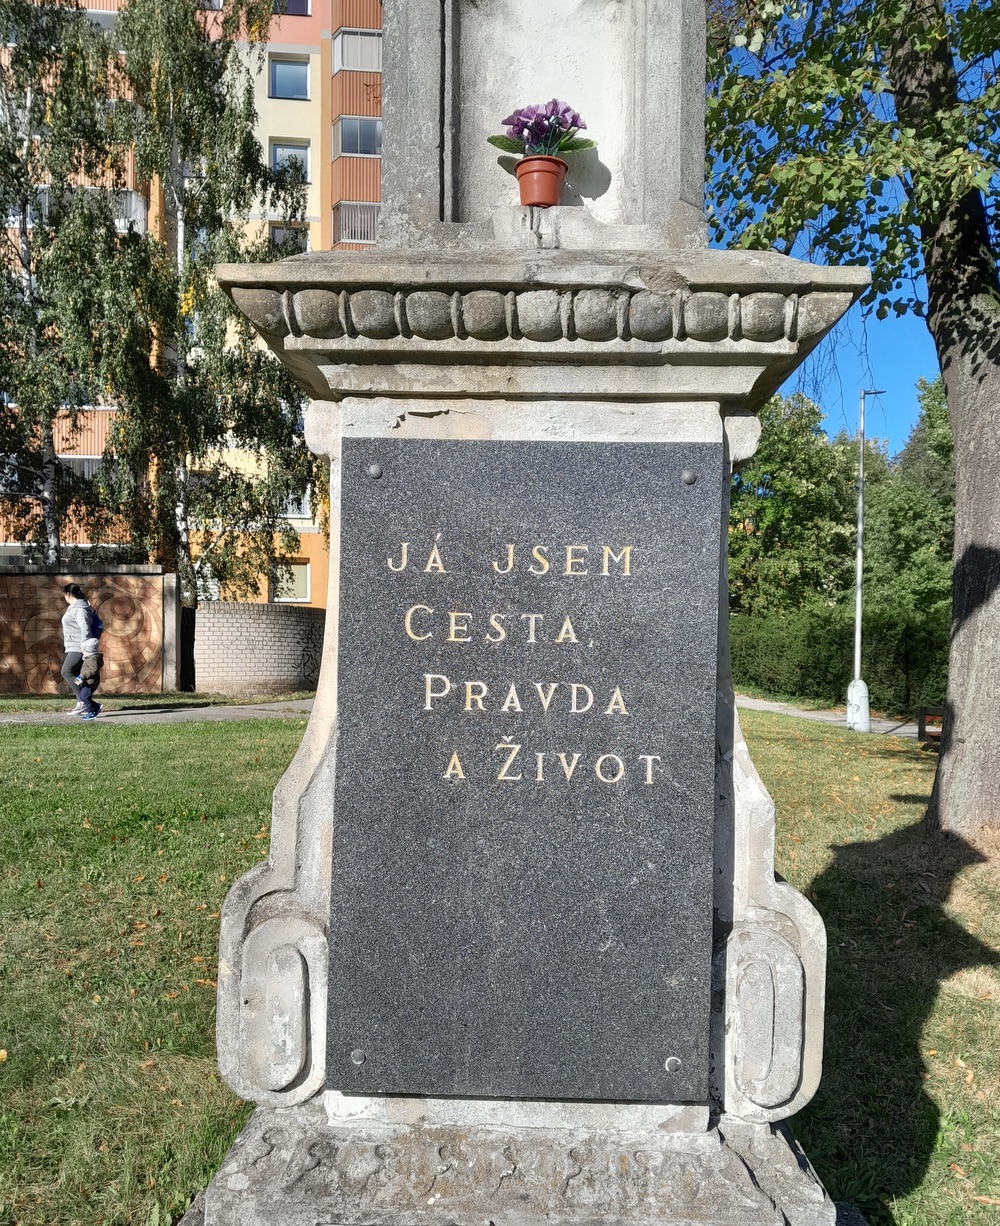 JÁ JSEM
CESTA,
PRAVDA
A ŽIVOT